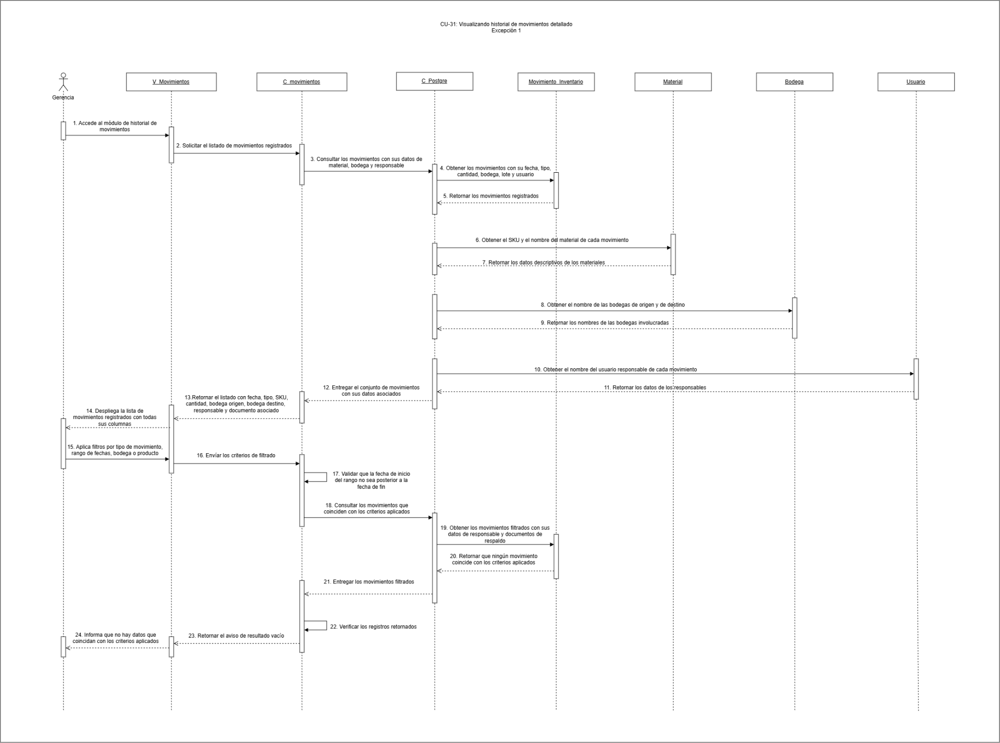 CU-31: Visualizando historial de movimientos detallado
Excepción 1
Gerencia
V_Movimientos
C_movimientos
C_Postgre
Movimiento_Inventario
Material
Bodega
Usuario
1. Accede al módulo de historial de
movimientos
2. Solicitar el listado de movimientos registrados
3. Consultar los movimientos con sus datos de
material, bodega y responsable
4. Obtener los movimientos con su fecha, tipo,
cantidad, bodega, lote y usuario
5. Retornar los movimientos registrados
6. Obtener el SKU y el nombre del material de cada movimiento
7. Retornar los datos descriptivos de los materiales
8. Obtener el nombre de las bodegas de origen y de destino
9. Retornar los nombres de las bodegas involucradas
10. Obtener el nombre del usuario responsable de cada movimiento
11. Retornar los datos de los responsables
12. Entregar el conjunto de movimientos
con sus datos asociados
13.Retornar el listado con fecha, tipo, SKU,
cantidad, bodega origen, bodega destino,
responsable y documento asociado
14. Despliega la lista de
movimientos registrados con todas
sus columnas
15. Aplica filtros por tipo de movimiento,
rango de fechas, bodega o producto
16. Envíar los criterios de filtrado
17. Validar que la fecha de inicio
del rango no sea posterior a la
fecha de fin
18. Consultar los movimientos que
coinciden con los criterios aplicados
19. Obtener los movimientos filtrados con sus
datos de responsable y documentos de
respaldo
20. Retornar que ningún movimiento
coincide con los criterios aplicados
21. Entregar los movimientos filtrados
22. Verificar los registros retornados
23. Retornar el aviso de resultado vacío
24. Informa que no hay datos que
coincidan con los criterios aplicados